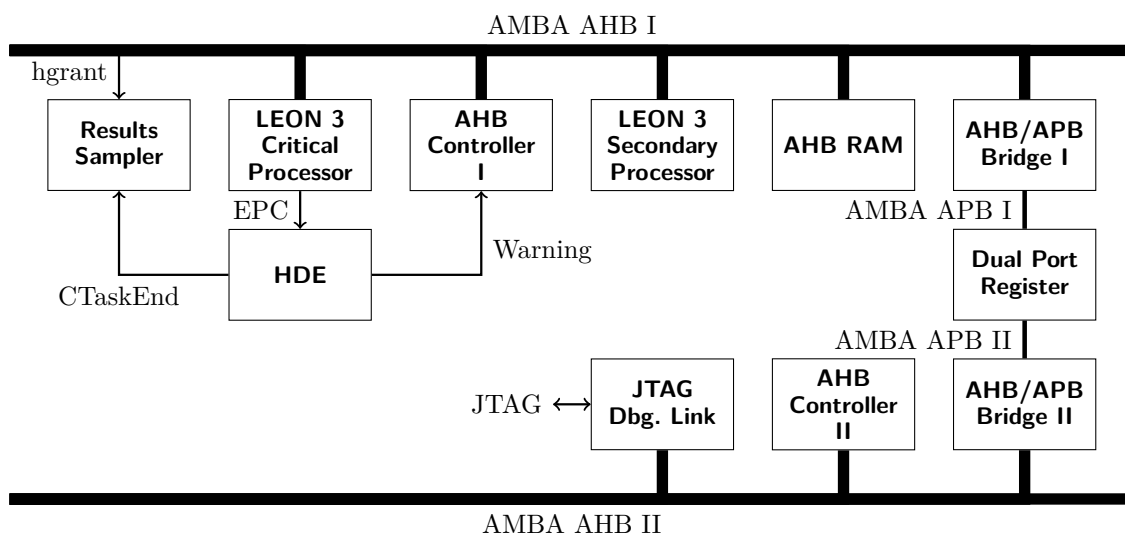 AMBA AHB I
hgrant
Results
Sampler
LEON 3
Critical
Processor
AHB
Controller
I
LEON 3
Secondary
Processor
AHB RAM
AHB/APB
Bridge I
EPC
AMBA APB I
HDE
Warning
CTaskEnd
Dual Port
Register
AMBA APB II
JTAG
JTAG
Dbg. Link
AHB
Controller
II
AHB/APB
Bridge II
AMBA AHB II